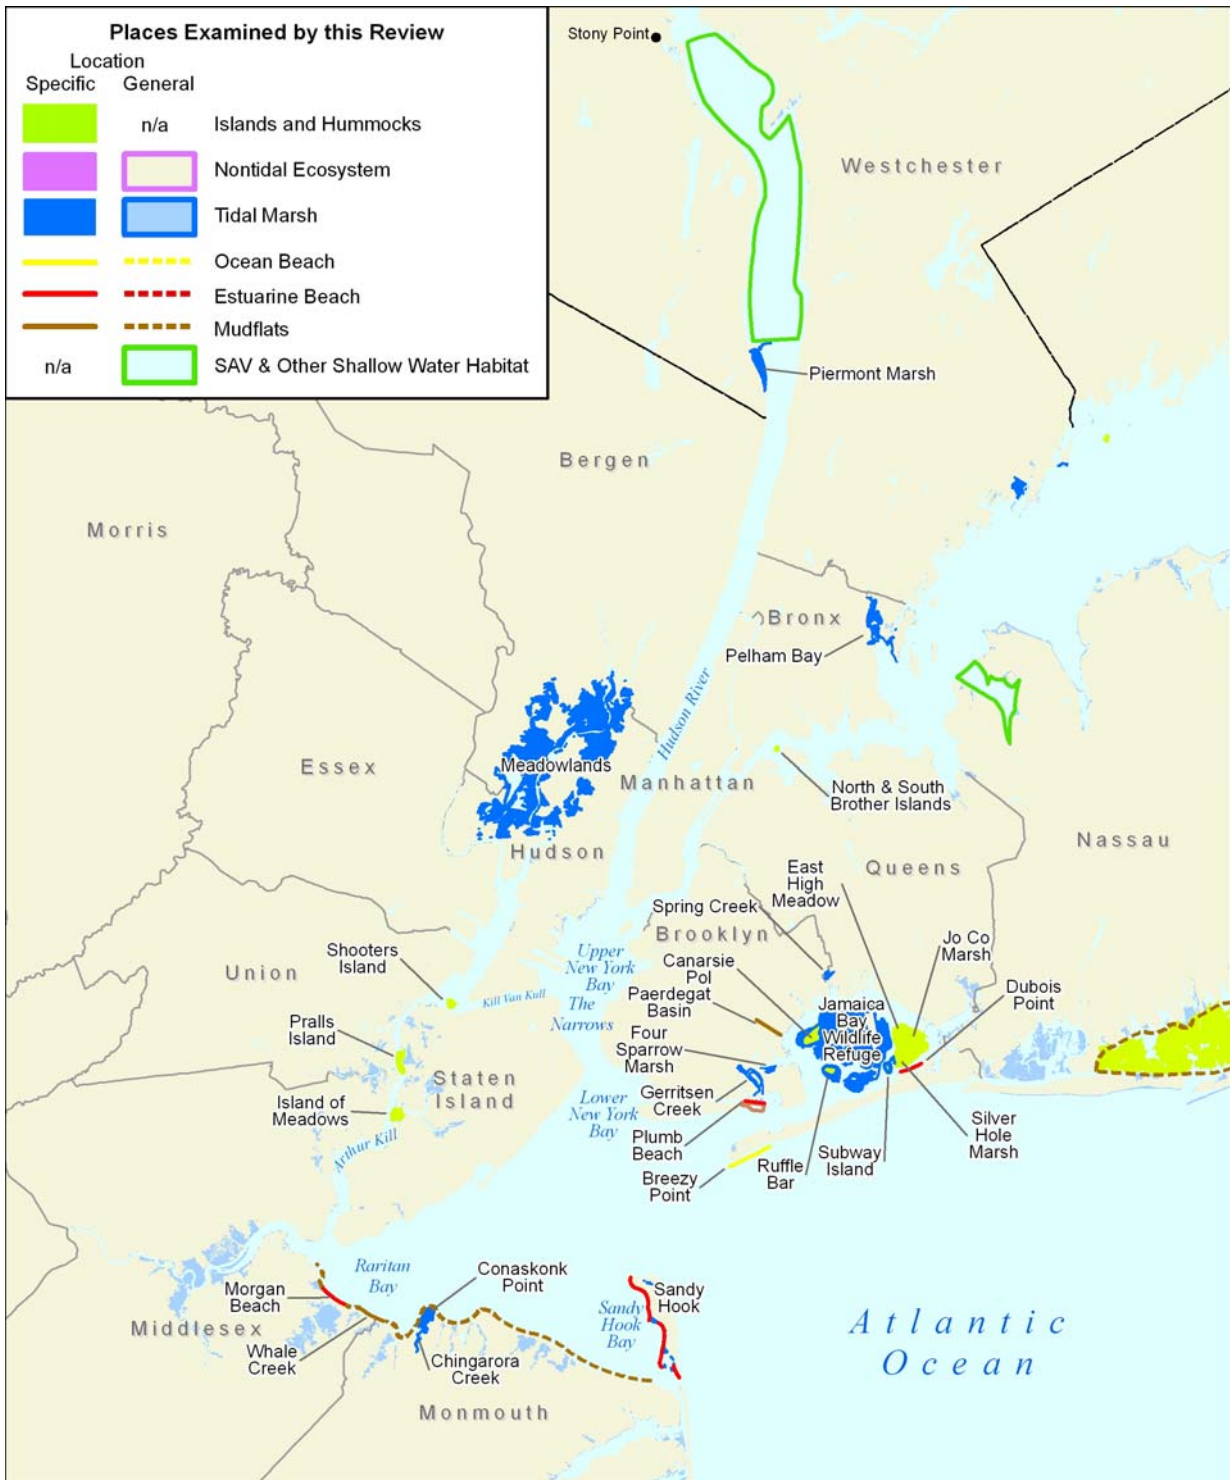 Places Examined by this Review
Location
Specific General
n/a Islands and Hummocks
Nontidal Ecosystem
Tidal Marsh
Ocean Beach
Estuarine Beach
Mudflats
n/a SAV & Other Shallow Water Habitat
Stony Point
Westchester
Piermont Marsh
Bergen
Morris
Bronx
Pelham Bay
Hudson River
Essex
Meadowlands
Manhattan
North & South
Brother Islands
Hudson
Nassau
Queens
East
High
Meadow
Spring Creek
Brooklyn
Jo Co
Marsh
Shooters
Island
Union
Upper
New York
Bay
Canarsie
Pol
Dubois
Point
Kill Van Kull
The
Narrows
Paerdegat
Basin
Jamaica
Bay
Wildlife
Refuge
Pralls
Island
Four
Sparrow
Marsh
Staten
Island
Gerritsen
Creek
Island of
Meadows
Lower
New York
Bay
Arthur Kill
Plumb
Beach
Silver
Hole
Marsh
Subway
Island
Ruffle
Bar
Breezy
Point
Raritan
Bay
Conaskonk
Point
Morgan
Beach
Sandy
Hook
Sandy
Hook
Bay
Middlesex
Atlantic
Ocean
Whale
Creek
Chingarora
Creek
Monmouth